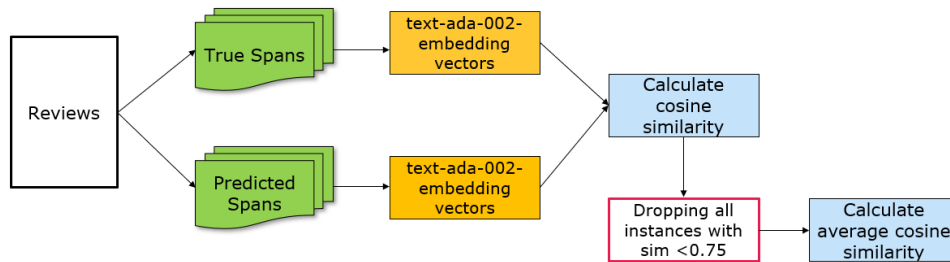 Reviews
True Spans
text-ada-002-
embedding
vectors
Predicted
Spans
text-ada-002-
embedding
vectors
Calculate
cosine
similarity
Dropping all
instances with
sim <0.75
Calculate
average cosine
similarity